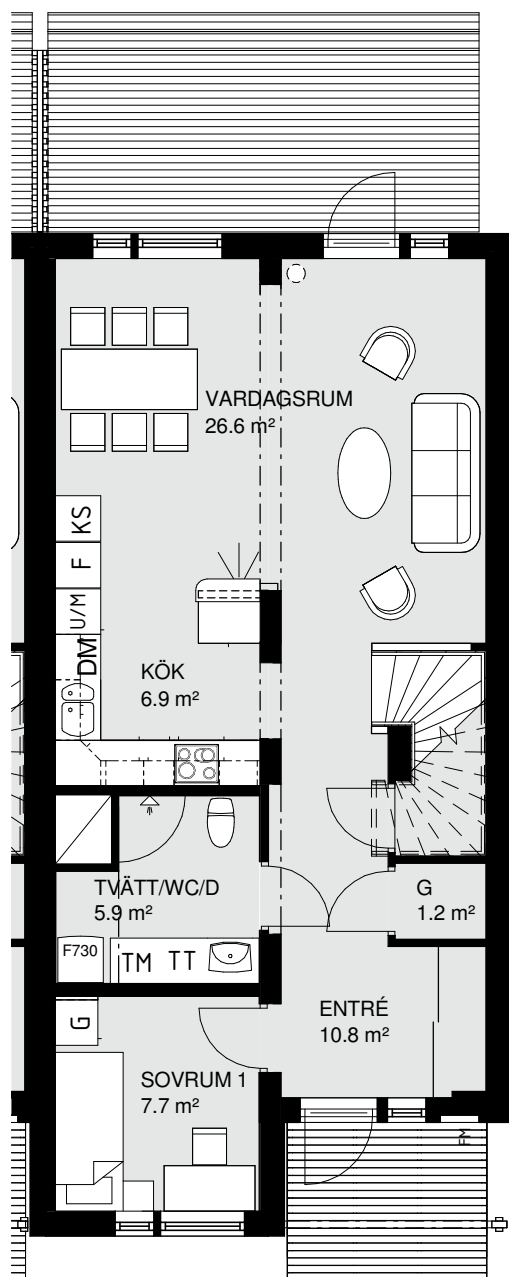 VARDAGSRUM
26.6 m²
KS
F
U/M
DM
KÖK
6.9 m²
TVÄTT/WC/D
5.9 m²
G
1.2 m²
F730
TM
TT
G
ENTRÉ
10.8 m²
SOVRUM 1
7.7 m²
FM